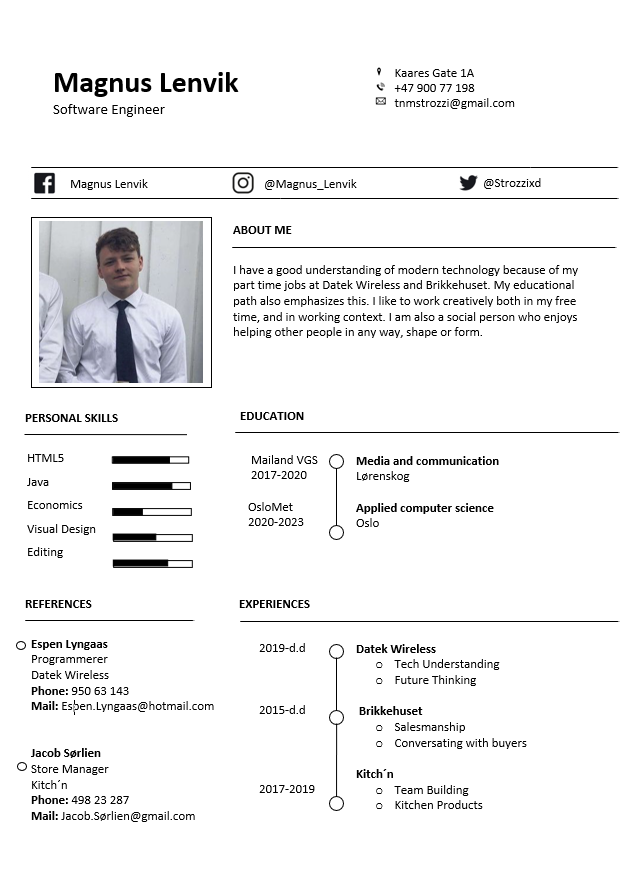 Magnus Lenvik
Software Engineer
Kaares Gate 1A
+47 900 77 198
tnmstrozzi@gmail.com
Magnus Lenvik
@Magnus_Lenvik
@Strozzixd
ABOUT ME
I have a good understanding of modern technology because of my
part time jobs at Datek Wireless and Brikkehuset. My educational
path also emphasizes this. I like to work creatively both in my free
time, and in working context. I am also a social person who enjoys
helping other people in any way, shape or form.
PERSONAL SKILLS
HTML5
Java
Economics
Visual Design
Editing
EDUCATION
Mailand VGS
2017-2020
Media and communication
Lørenskog
OsloMet
2020-2023
Applied computer science
Oslo
REFERENCES
Espen Lyngaas
Programmerer
Datek Wireless
Phone: 950 63 143
Mail: Espen.Lyngaas@hotmail.com
Jacob Sørlien
Store Manager
Kitch´n
Phone: 498 23 287
Mail: Jacob.Sørlien@gmail.com
EXPERIENCES
2019-d.d
Datek Wireless
o Tech Understanding
o Future Thinking
2015-d.d
Brikkehuset
o Salesmanship
o Conversating with buyers
2017-2019
Kitch´n
o Team Building
o Kitchen Products